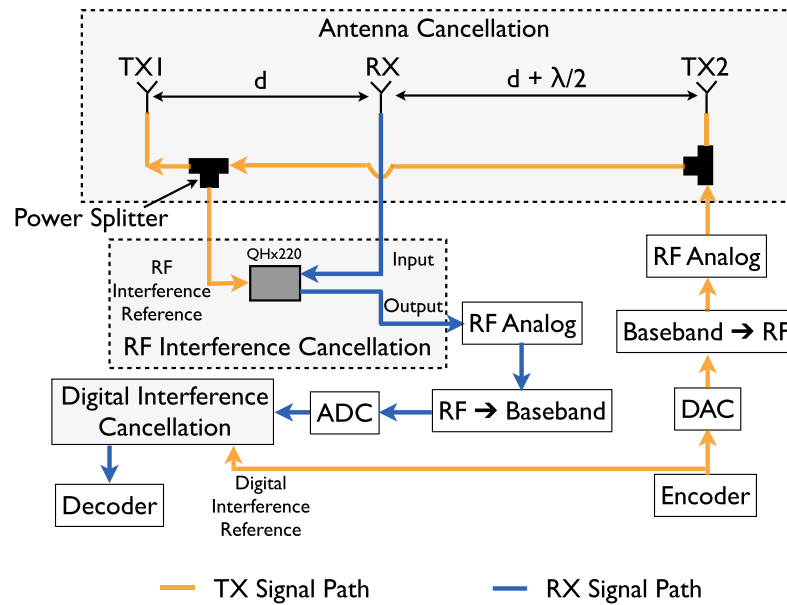 Antenna Cancellation
TX1
RX
TX2
d
d + λ/2
Power Splitter
QHx220
RF
Interference
Reference
Input
Output
RF Interference Cancellation
RF Analog
RF Analog
Baseband ➔ RF
Digital Interference
Cancellation
ADC
RF ➔ Baseband
DAC
Decoder
Digital
Interference
Reference
Encoder
TX Signal Path
RX Signal Path